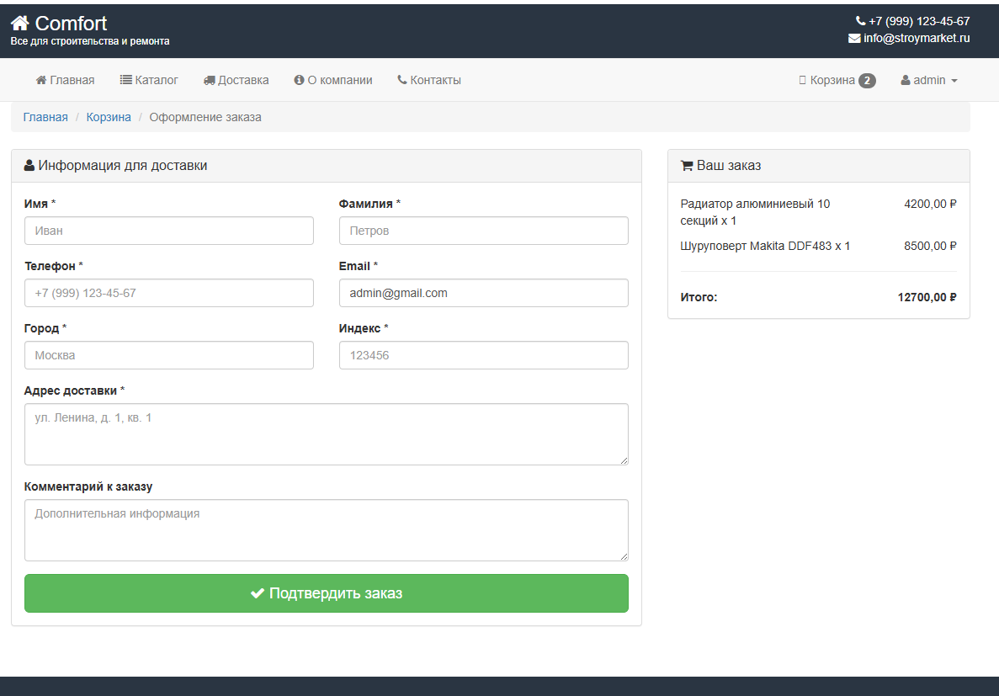 Comfort
Все для строительства и ремонта
+7 (999) 123-45-67
info@stroymarket.ru
Главная Каталог Доставка О компании Контакты Корзина 2 admin
Главная / Корзина / Оформление заказа
Информация для доставки
Имя * Фамилия *
Иван Петров
Телефон * Email *
+7 (999) 123-45-67 admin@gmail.com
Город * Индекс *
Москва 123456
Адрес доставки *
ул. Ленина, д. 1, кв. 1
Комментарий к заказу
Дополнительная информация
Подтвердить заказ
Ваш заказ
Радиатор алюминиевый 10 4200,00 ₽
секций x 1
Шуруповерт Makita DDF483 x 1 8500,00 ₽
Итого: 12700,00 ₽